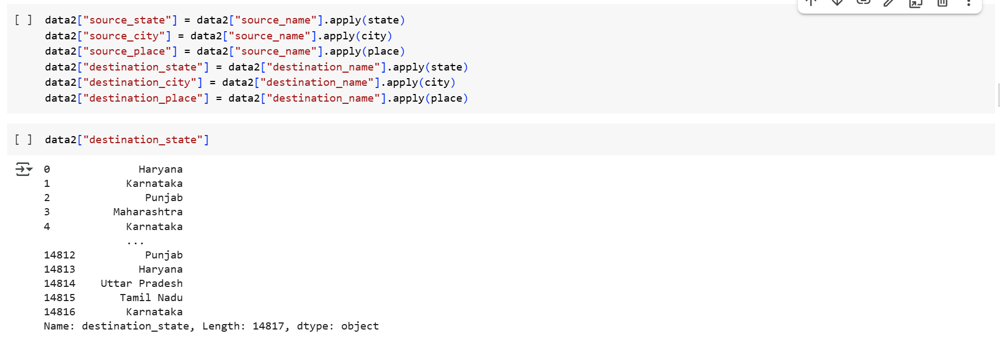 [ ] data2["source_state"] = data2["source_name"].apply(state)
data2["source_city"] = data2["source_name"].apply(city)
data2["source_place"] = data2["source_name"].apply(place)
data2["destination_state"] = data2["destination_name"].apply(state)
data2["destination_city"] = data2["destination_name"].apply(city)
data2["destination_place"] = data2["destination_name"].apply(place)
[ ] data2["destination_state"]
0 Haryana
1 Karnataka
2 Punjab
3 Maharashtra
4 Karnataka
...
14812 Punjab
14813 Haryana
14814 Uttar Pradesh
14815 Tamil Nadu
14816 Karnataka
Name: destination_state, Length: 14817, dtype: object